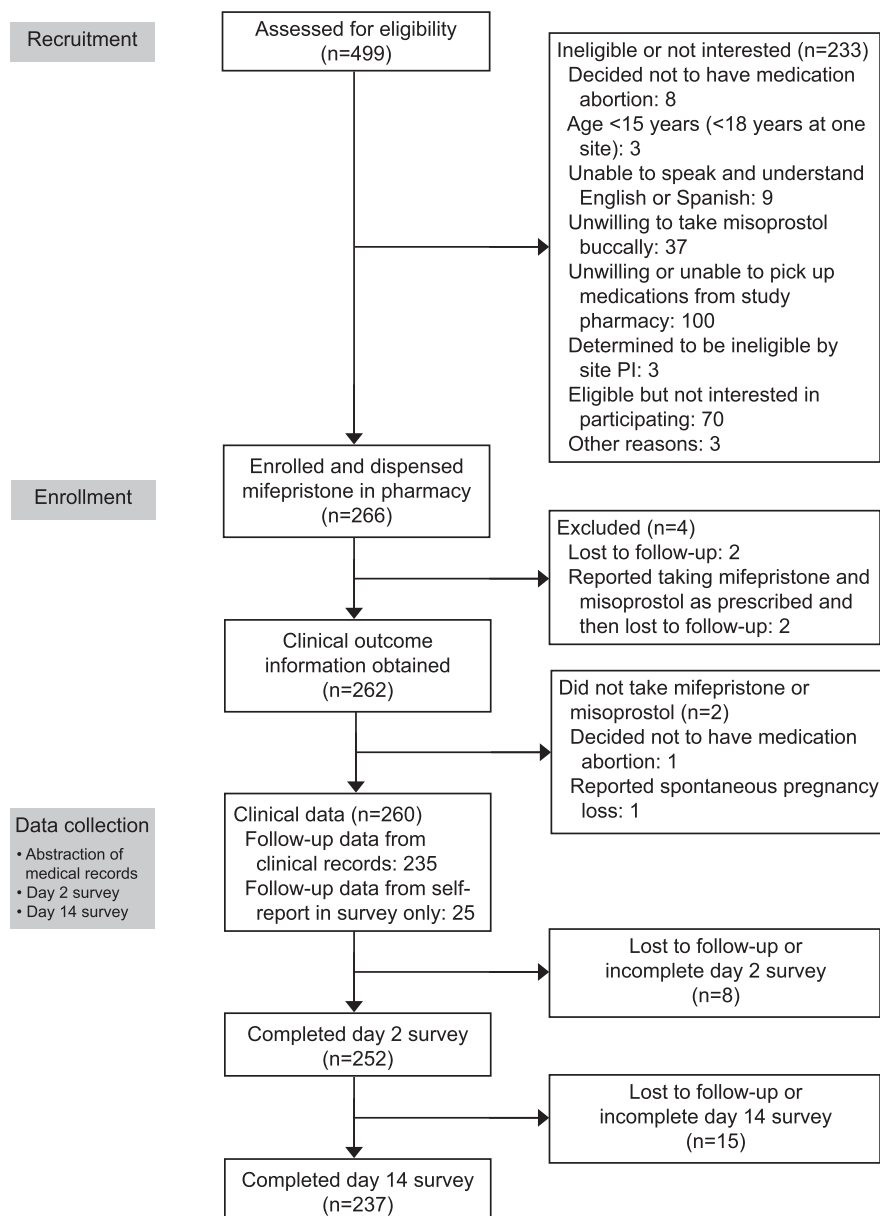 Recruitment
Assessed for eligibility
(n=499)
Ineligible or not interested (n=233)
Decided not to have medication
abortion: 8
Age <15 years (<18 years at one
site): 3
Unable to speak and understand
English or Spanish: 9
Unwilling to take misoprostol
buccally: 37
Unwilling or unable to pick up
medications from study
pharmacy: 100
Determined to be ineligible by
site PI: 3
Eligible but not interested in
participating: 70
Other reasons: 3
Enrollment
Enrolled and dispensed
mifepristone in pharmacy
(n=266)
Excluded (n=4)
Lost to follow-up: 2
Reported taking mifepristone and
misoprostol as prescribed and
then lost to follow-up: 2
Clinical outcome
information obtained
(n=262)
Did not take mifepristone or
misoprostol (n=2)
Decided not to have medication
abortion: 1
Reported spontaneous pregnancy
loss: 1
Data collection
• Abstraction of
medical records
• Day 2 survey
• Day 14 survey
Clinical data (n=260)
Follow-up data from
clinical records: 235
Follow-up data from self-
report in survey only: 25
Lost to follow-up or
incomplete day 2 survey
(n=8)
Completed day 2 survey
(n=252)
Lost to follow-up or
incomplete day 14 survey
(n=15)
Completed day 14 survey
(n=237)